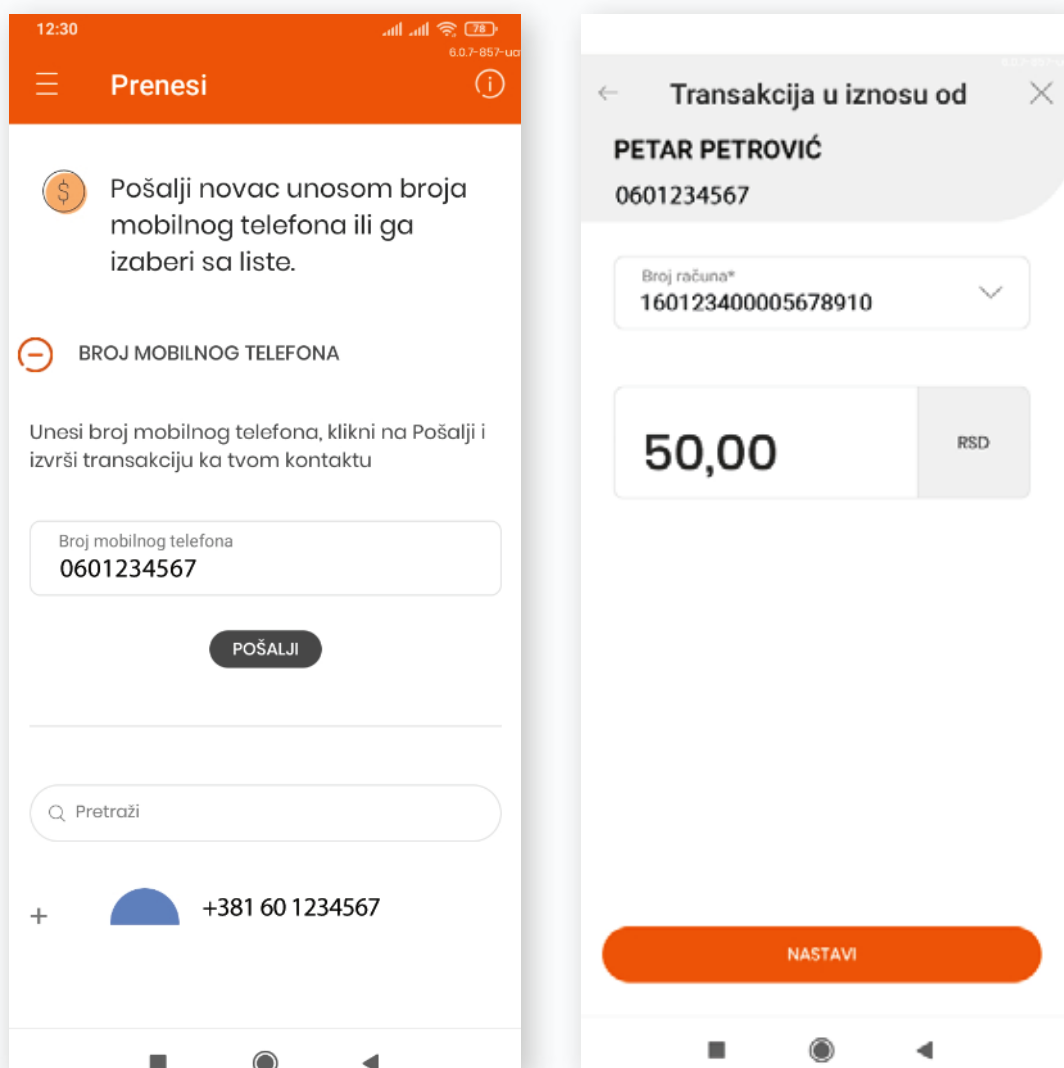 12:30
78
6.0.7-857-ua
Prenesi
Pošalji novac unosom broja
mobilnog telefona ili ga
izaberi sa liste.
BROJ MOBILNOG TELEFONA
Unesi broj mobilnog telefona, klikni na Pošalji i
izvrši transakciju ka tvom kontaktu
Broj mobilnog telefona
0601234567
POŠALJI
Pretraži
+381 60 1234567
Transakcija u iznosu od
PETAR PETROVIĆ
0601234567
Broj računa*
160123400005678910
50,00
RSD
NASTAVI